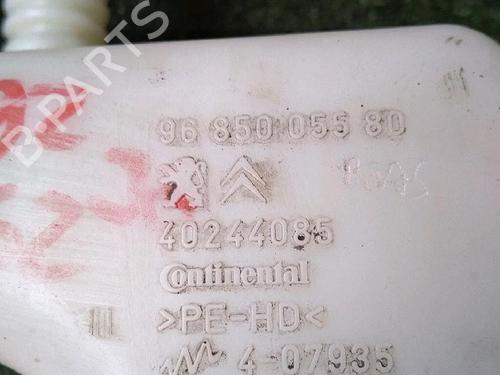 B-PARTS
96 850 055 80
40244085
Continental
>PE-HD<
4-07935